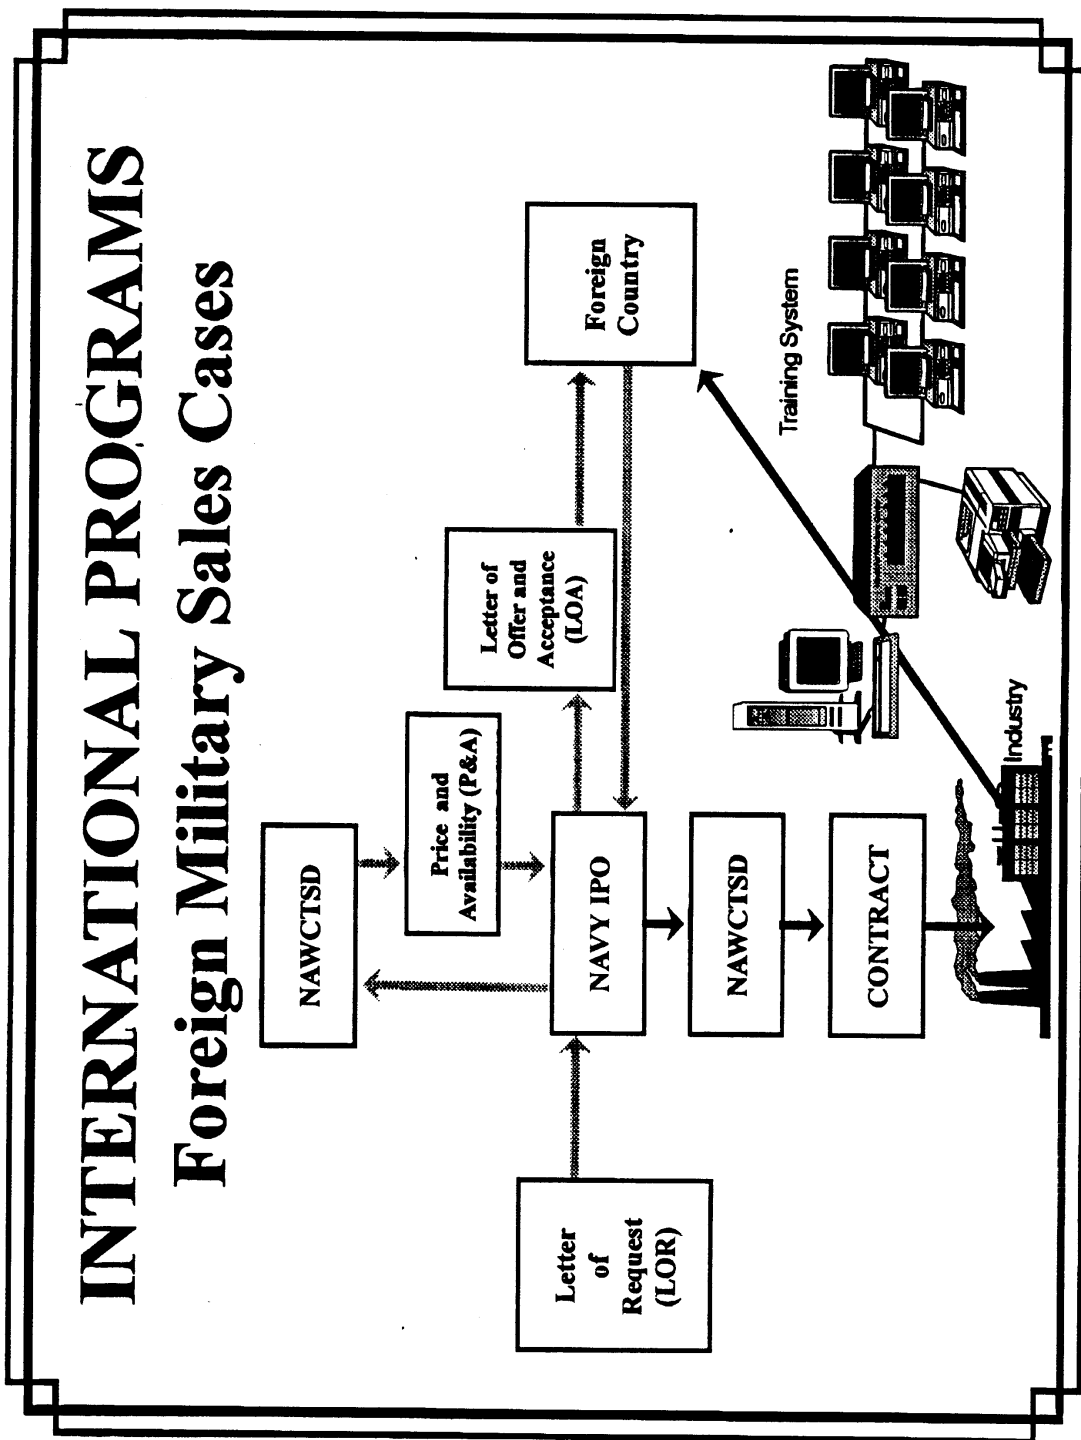 INTERNATIONAL PROGRAMS
Foreign Military Sales Cases
NAWCTSD
Price and
Availability (P&A)
Letter
of
Request
(LOR)
NAVY IPO
Letter of
Offer and
Acceptance
(LOA)
Foreign
Country
NAWCTSD
CONTRACT
Industry
Training System